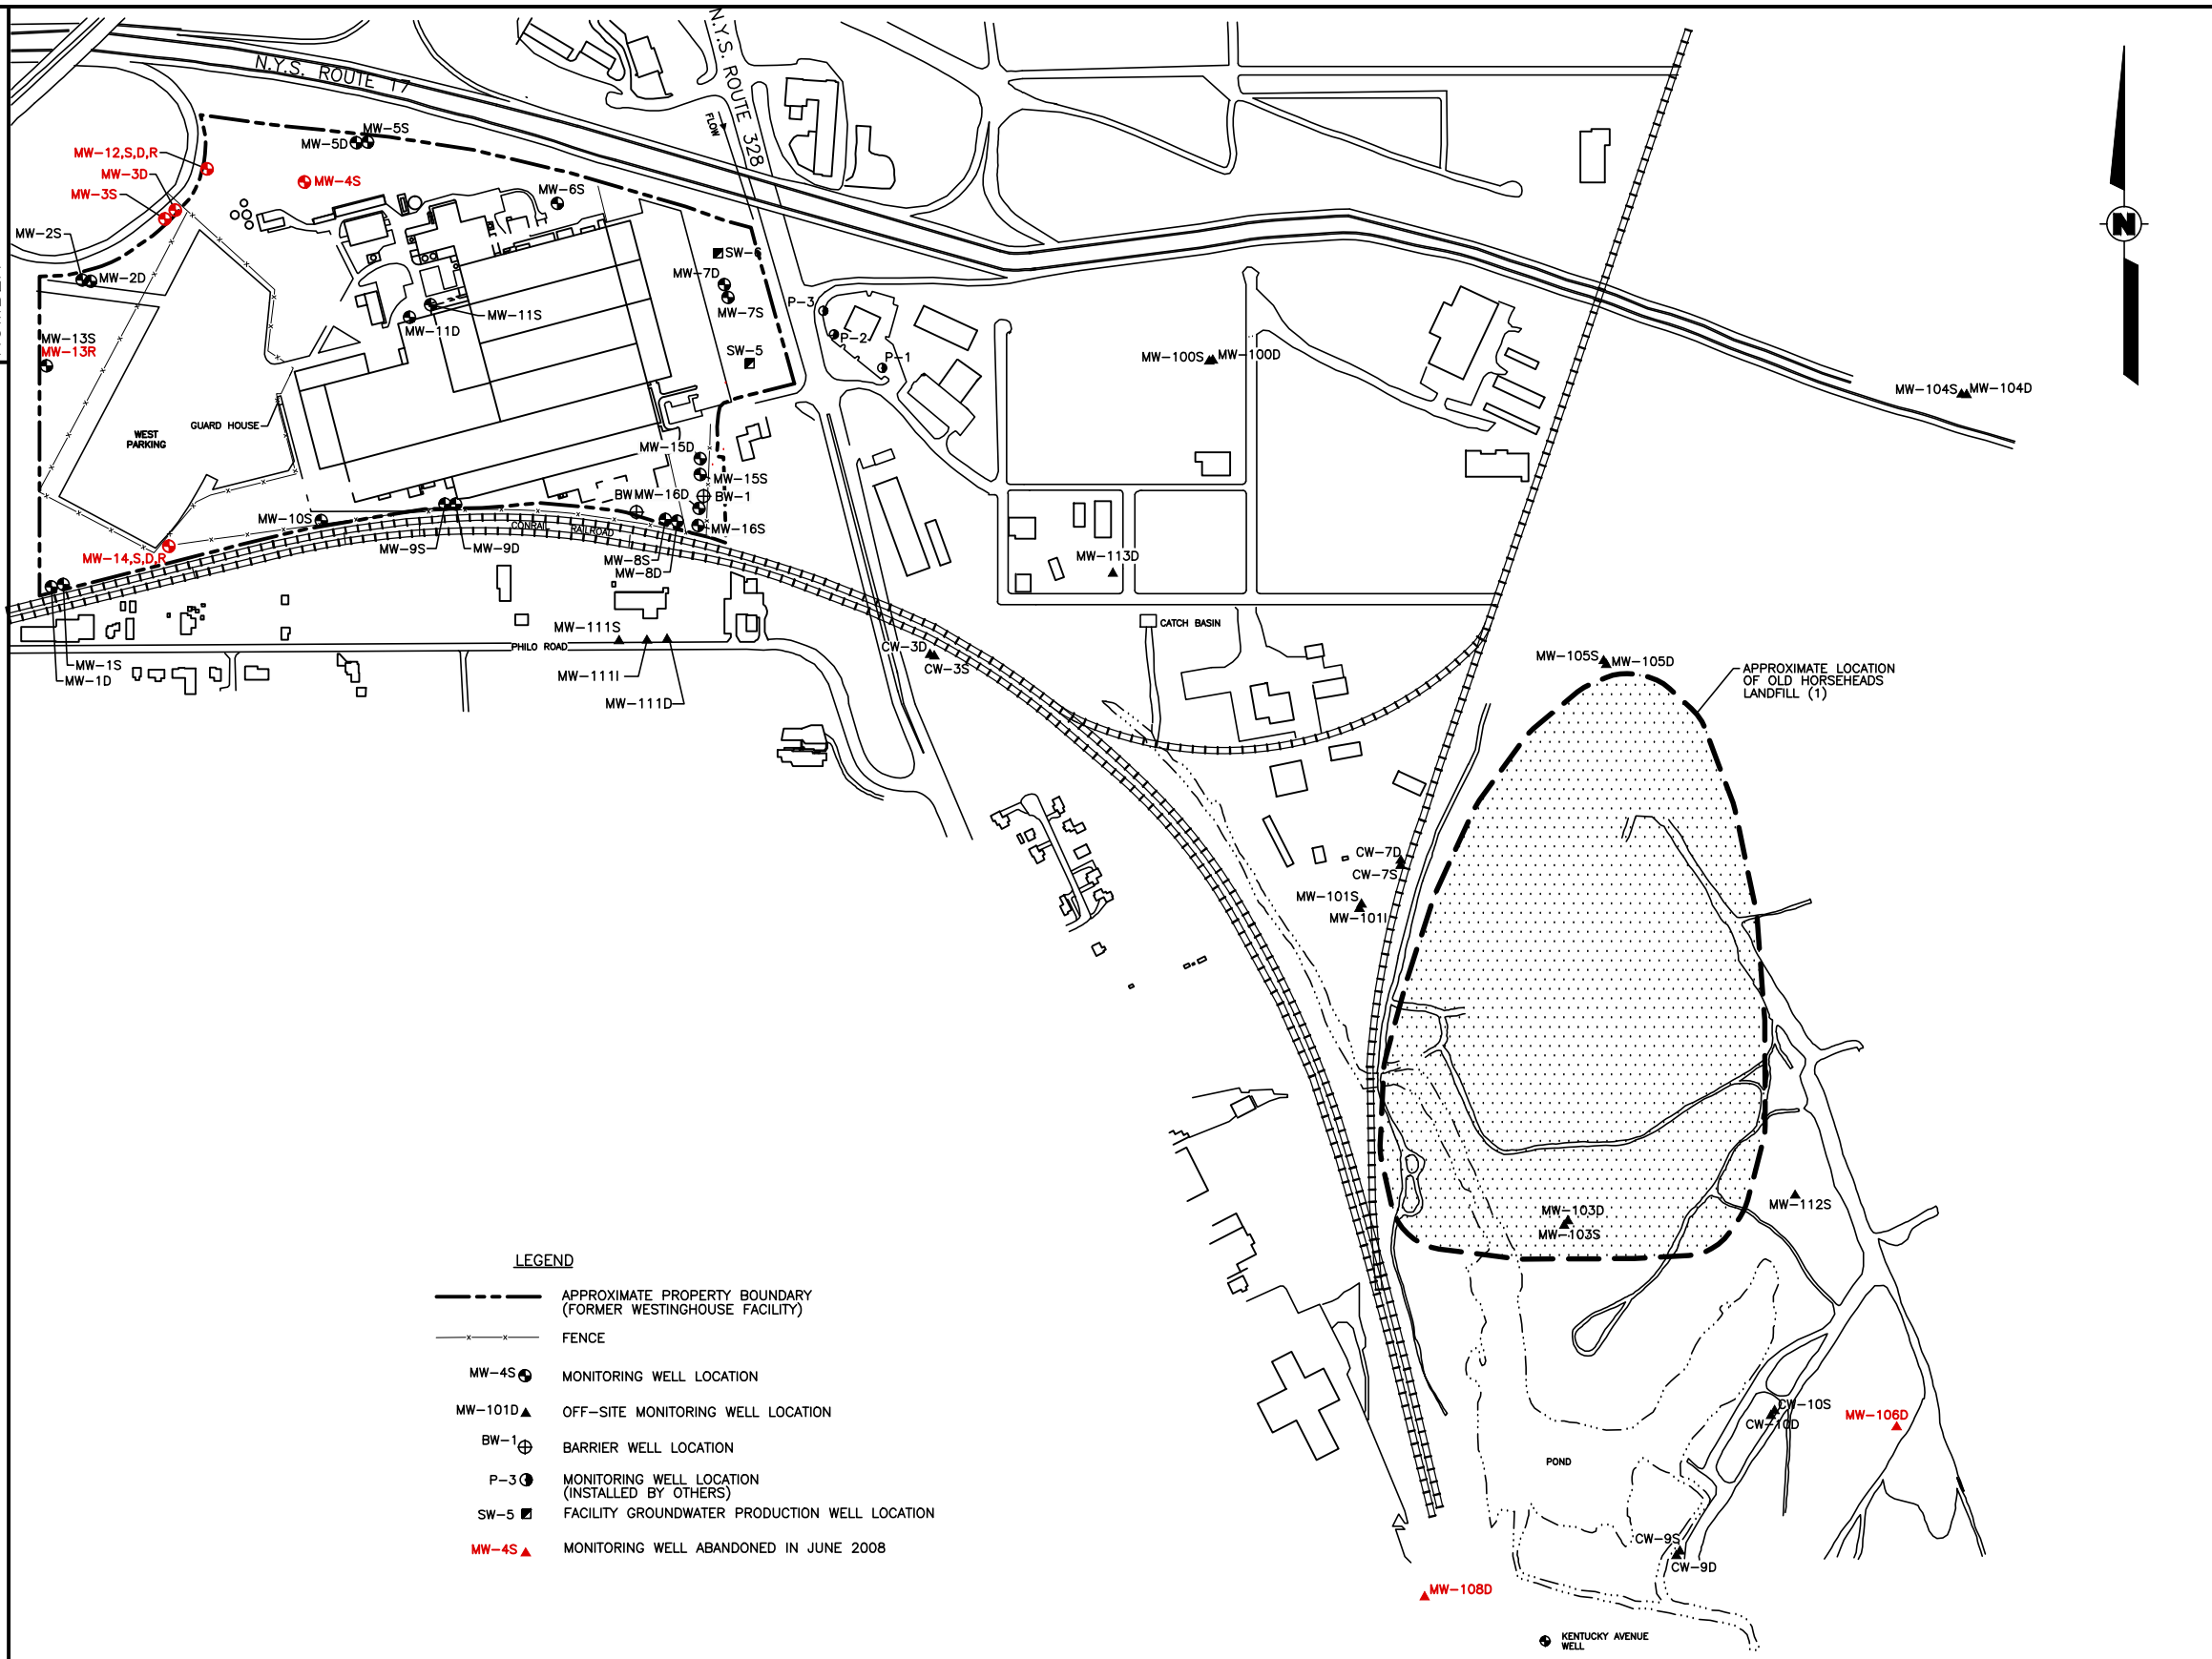 N.Y.S. ROUTE 17
N.Y.S. ROUTE 328
FLOW
N
MW-5S
MW-5D
MW-12,S,D,R
MW-3D
MW-3S
MW-4S
MW-6S
MW-2S
MW-2D
SW-6
MW-7D
MW-7S
MW-11S
MW-11D
P-3
P-2
P-1
SW-5
MW-13S
MW-13R
MW-100S
MW-100D
MW-104S
MW-104D
GUARD HOUSE
WEST
PARKING
MW-15D
MW-15S
BW
MW-16D
BW-1
MW-16S
MW-10S
CONRAIL RAILROAD
MW-9S
MW-9D
MW-8S
MW-8D
MW-14,S,D,R
MW-113D
MW-1S
MW-1D
MW-111S
PHILO ROAD
MW-111I
MW-111D
CW-3D
CW-3S
CATCH BASIN
MW-105S
MW-105D
APPROXIMATE LOCATION
OF OLD HORSEHEADS
LANDFILL (1)
CW-7D
CW-7S
MW-101S
MW-101I
MW-103D
MW-103S
MW-112S
CW-10S
CW-10D
MW-106D
POND
CW-9S
CW-9D
MW-108D
KENTUCKY AVENUE
WELL
LEGEND
APPROXIMATE PROPERTY BOUNDARY
(FORMER WESTINGHOUSE FACILITY)
FENCE
MW-4S MONITORING WELL LOCATION
MW-101D OFF-SITE MONITORING WELL LOCATION
BW-1 BARRIER WELL LOCATION
P-3 MONITORING WELL LOCATION
(INSTALLED BY OTHERS)
SW-5 FACILITY GROUNDWATER PRODUCTION WELL LOCATION
MW-4S MONITORING WELL ABANDONED IN JUNE 2008